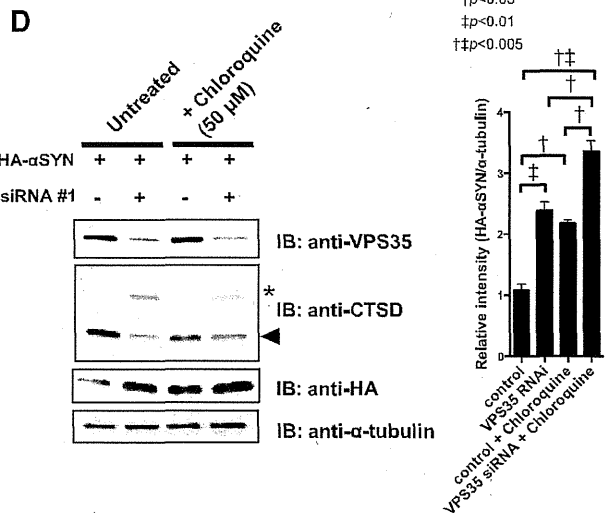 D
†p<0.05
‡p<0.01
†‡p<0.005
Untreated
+ Chloroquine
(50 μM)
HA-αSYN + + + +
siRNA #1 - + - +
IB: anti-VPS35
*
IB: anti-CTSD
IB: anti-HA
IB: anti-α-tubulin
Relative intensity (HA-αSYN/α-tubulin)
4
3
2
1
0
†‡
†
†
†
‡
control
VPS35 RNAi
control + Chloroquine
VPS35 siRNA + Chloroquine